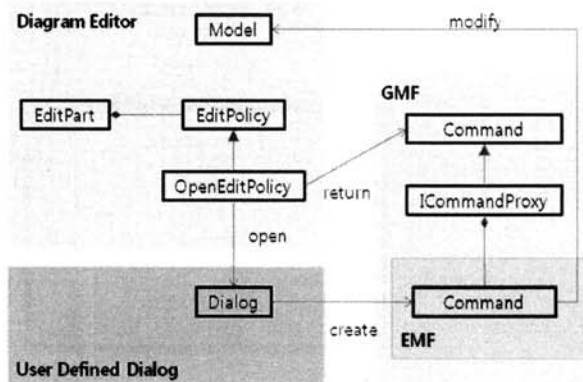 Diagram Editor
Model
modify
GMF
EditPart
EditPolicy
Command
OpenEditPolicy
return
ICommandProxy
open
Dialog
Command
create
EMF
User Defined Dialog